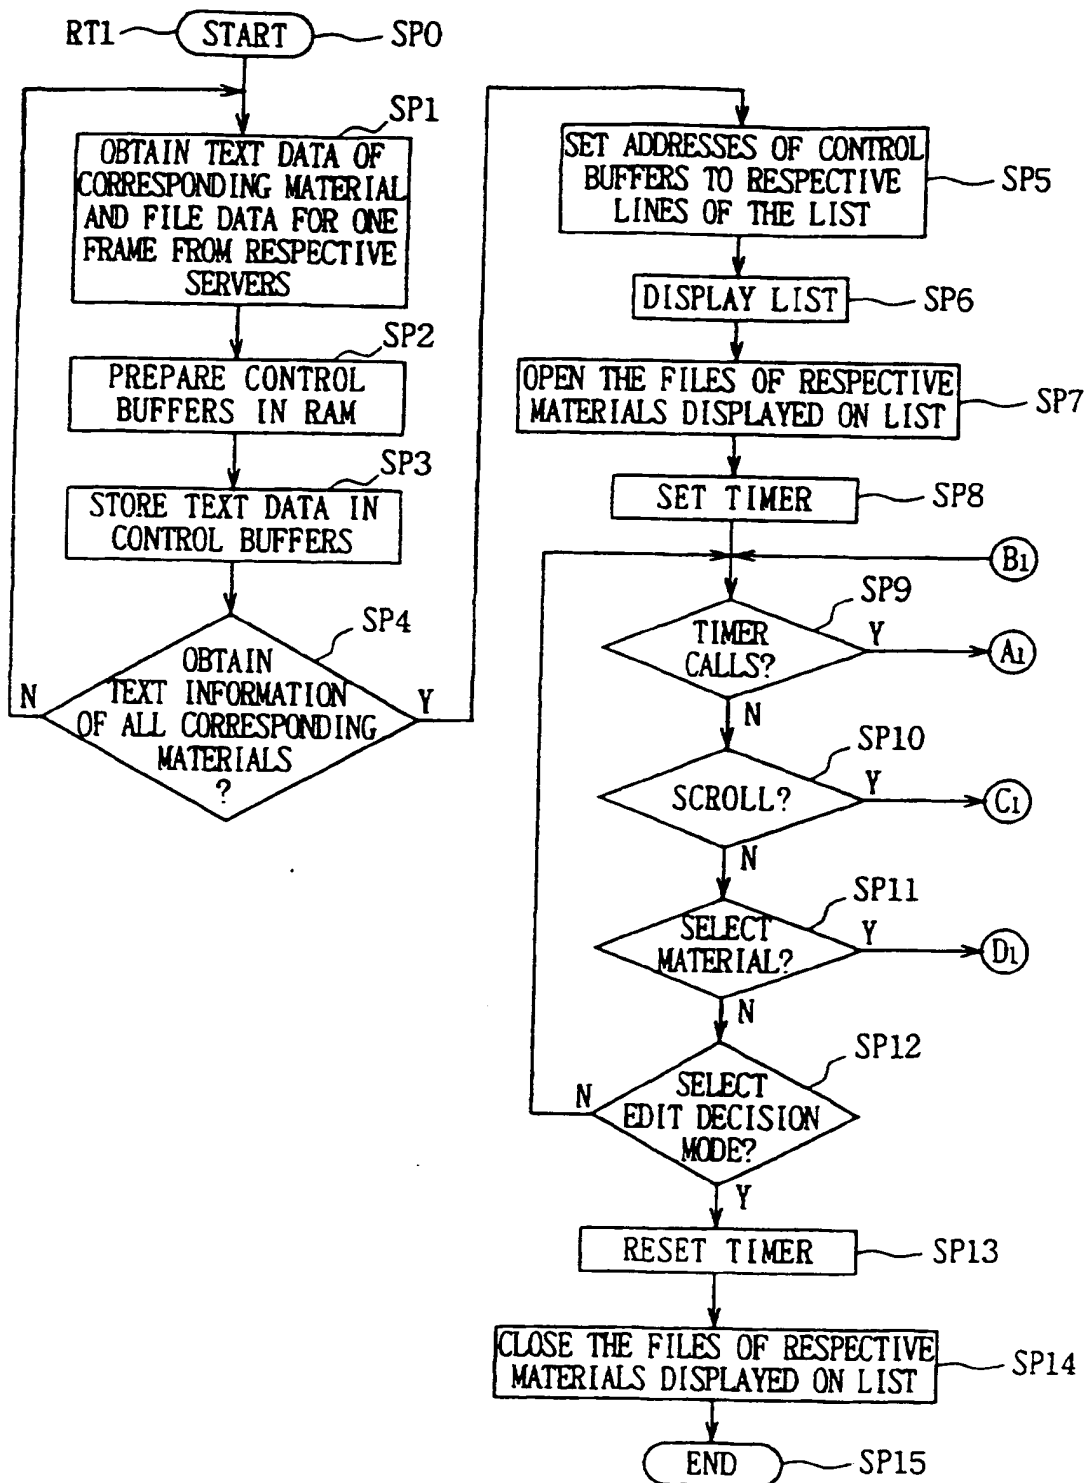 RT1
START
SP0
SP1
OBTAIN TEXT DATA OF
CORRESPONDING MATERIAL
AND FILE DATA FOR ONE
FRAME FROM RESPECTIVE
SERVERS
SP2
PREPARE CONTROL
BUFFERS IN RAM
SP3
STORE TEXT DATA IN
CONTROL BUFFERS
SP4
OBTAIN
TEXT INFORMATION
OF ALL CORRESPONDING
MATERIALS
?
N
Y
SET ADDRESSES OF CONTROL
BUFFERS TO RESPECTIVE
LINES OF THE LIST
SP5
DISPLAY LIST
SP6
OPEN THE FILES OF RESPECTIVE
MATERIALS DISPLAYED ON LIST
SP7
SET TIMER
SP8
B1
SP9
TIMER
CALLS?
Y
A1
N
SP10
SCROLL?
Y
C1
N
SP11
SELECT
MATERIAL?
Y
D1
N
SP12
SELECT
EDIT DECISION
MODE?
N
Y
RESET TIMER
SP13
CLOSE THE FILES OF RESPECTIVE
MATERIALS DISPLAYED ON LIST
SP14
END
SP15